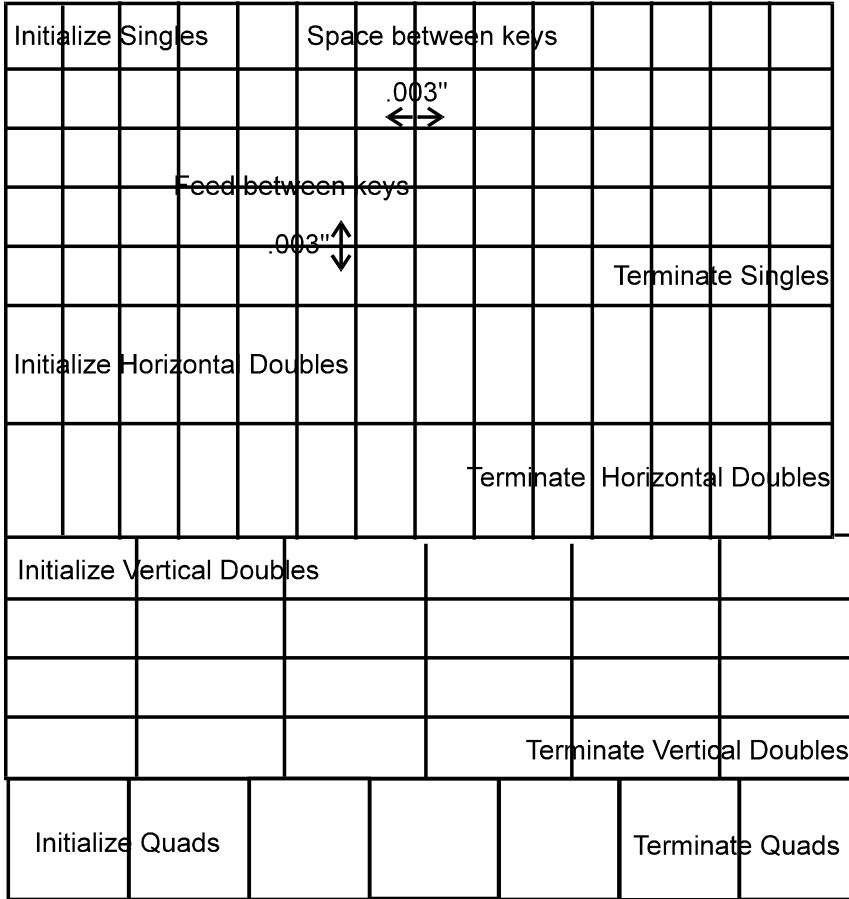 Initialize Singles
Space between keys
.003"
Feed between keys
.003"
Terminate Singles
Initialize Horizontal Doubles
Terminate Horizontal Doubles
Initialize Vertical Doubles
Terminate Vertical Doubles
Initialize Quads
Terminate Quads